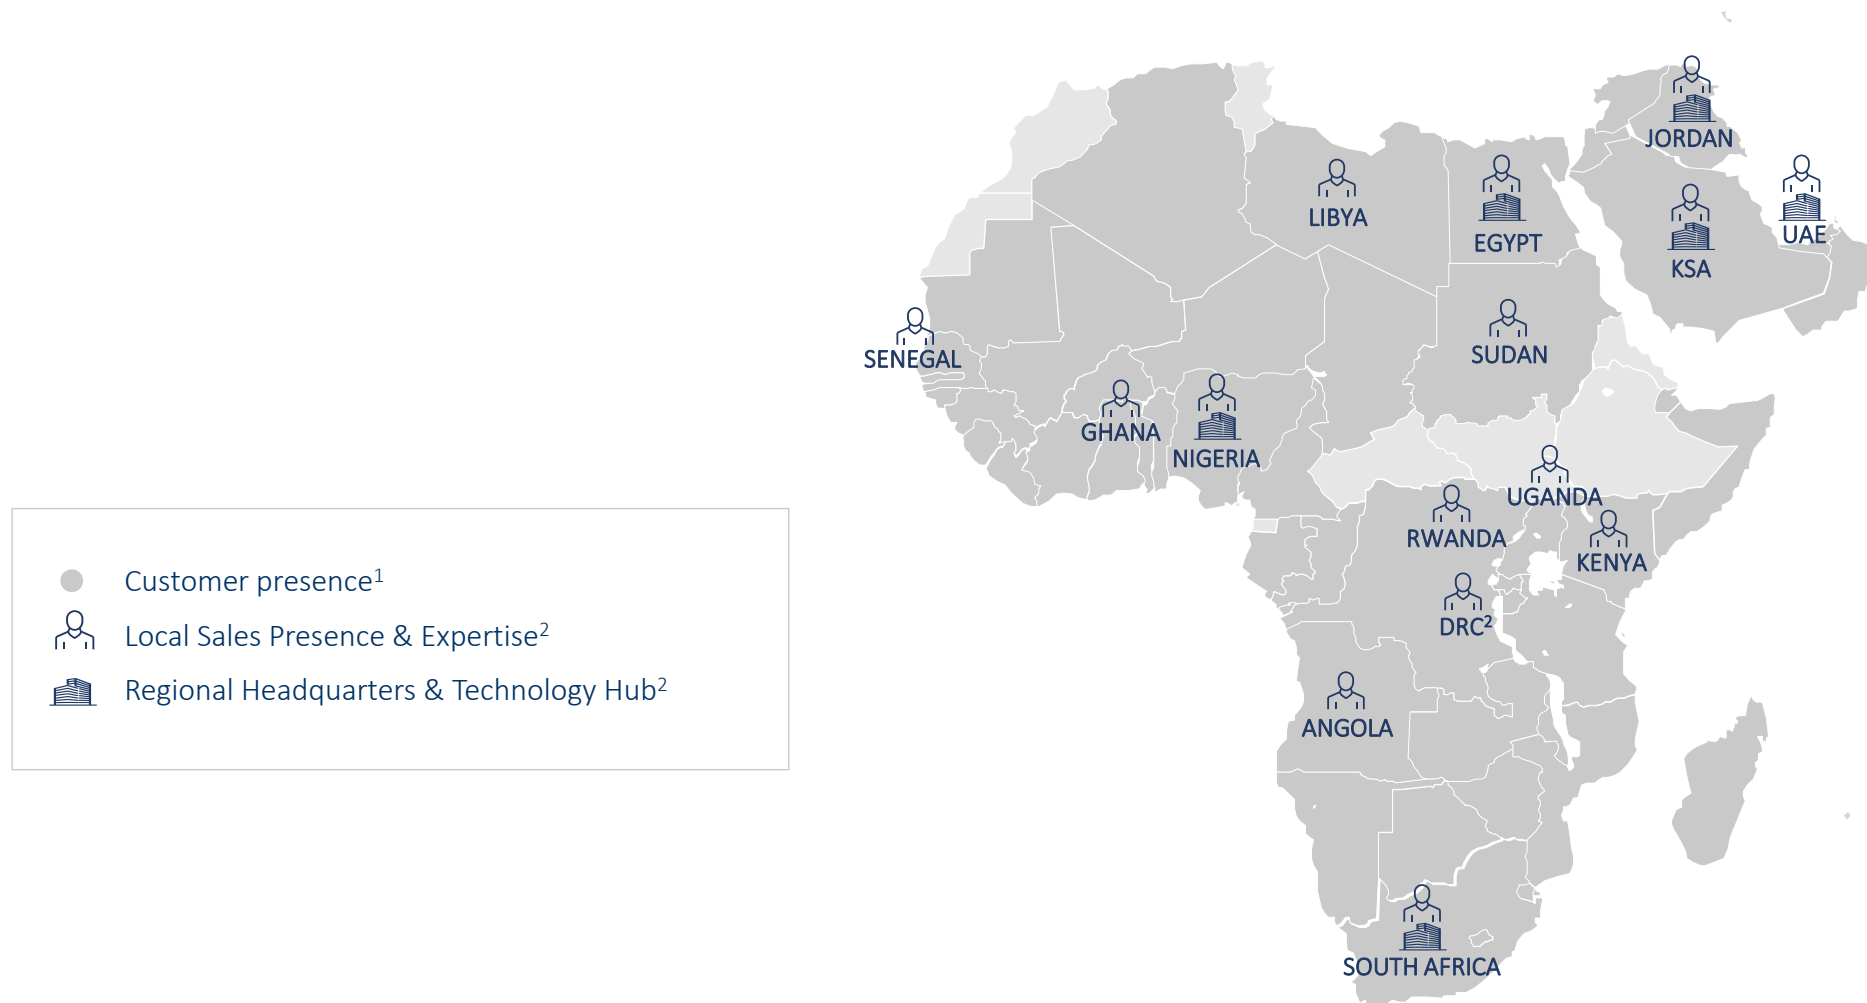 JORDAN
LIBYA
EGYPT
UAE
KSA
SENEGAL
SUDAN
GHANA
NIGERIA
UGANDA
RWANDA
KENYA
DRC²
ANGOLA
SOUTH AFRICA
Customer presence¹
Local Sales Presence & Expertise²
Regional Headquarters & Technology Hub²